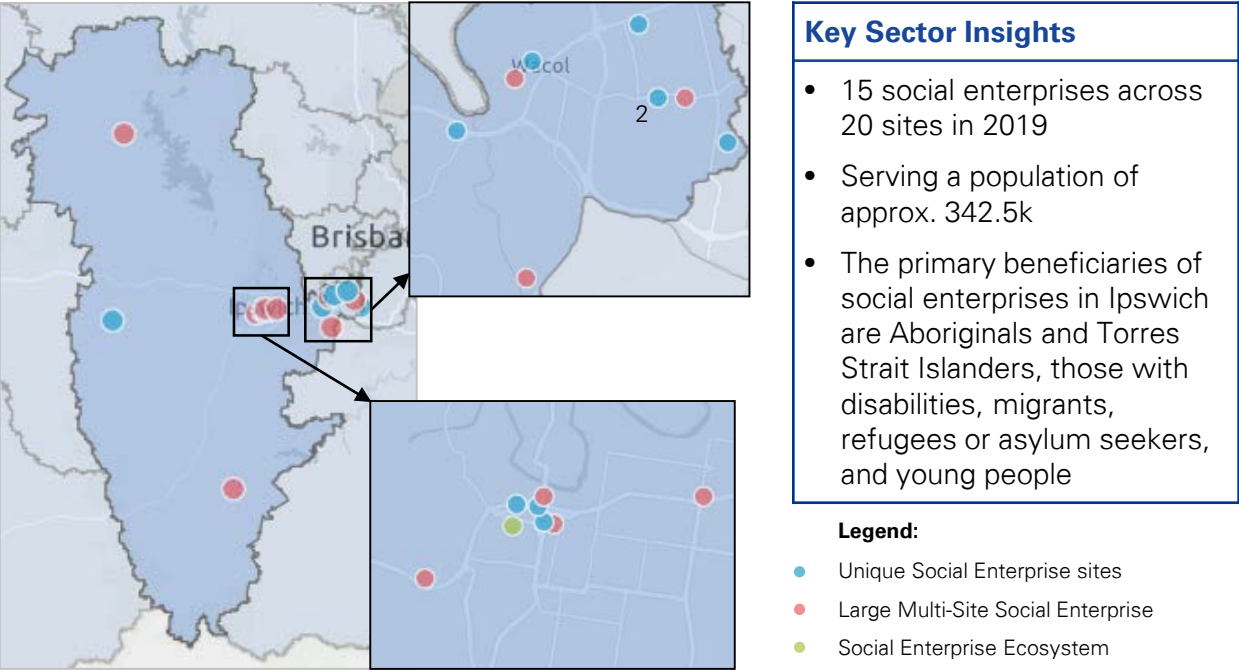 Wacol
2
Brisba
Ipswich
Key Sector Insights
• 15 social enterprises across
20 sites in 2019
• Serving a population of
approx. 342.5k
• The primary beneficiaries of
social enterprises in Ipswich
are Aboriginals and Torres
Strait Islanders, those with
disabilities, migrants,
refugees or asylum seekers,
and young people
Legend:
Unique Social Enterprise sites
Large Multi-Site Social Enterprise
Social Enterprise Ecosystem